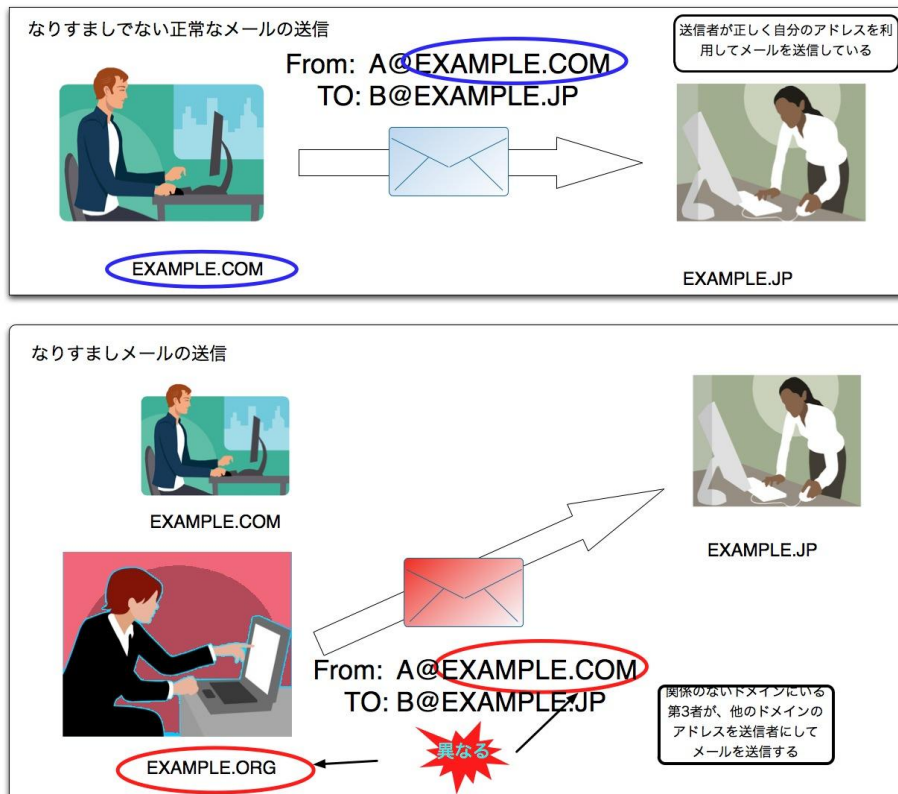 なりすましでない正常なメールの送信
送信者が正しく自分のアドレスを利
用してメールを送信している
From: A@EXAMPLE.COM
TO: B@EXAMPLE.JP
EXAMPLE.COM
EXAMPLE.JP
なりすましメールの送信
EXAMPLE.COM
EXAMPLE.JP
From: A@EXAMPLE.COM
TO: B@EXAMPLE.JP
関係のないドメインにいる
第3者が、他のドメインの
アドレスを送信者にして
メールを送信する
異なる
EXAMPLE.ORG